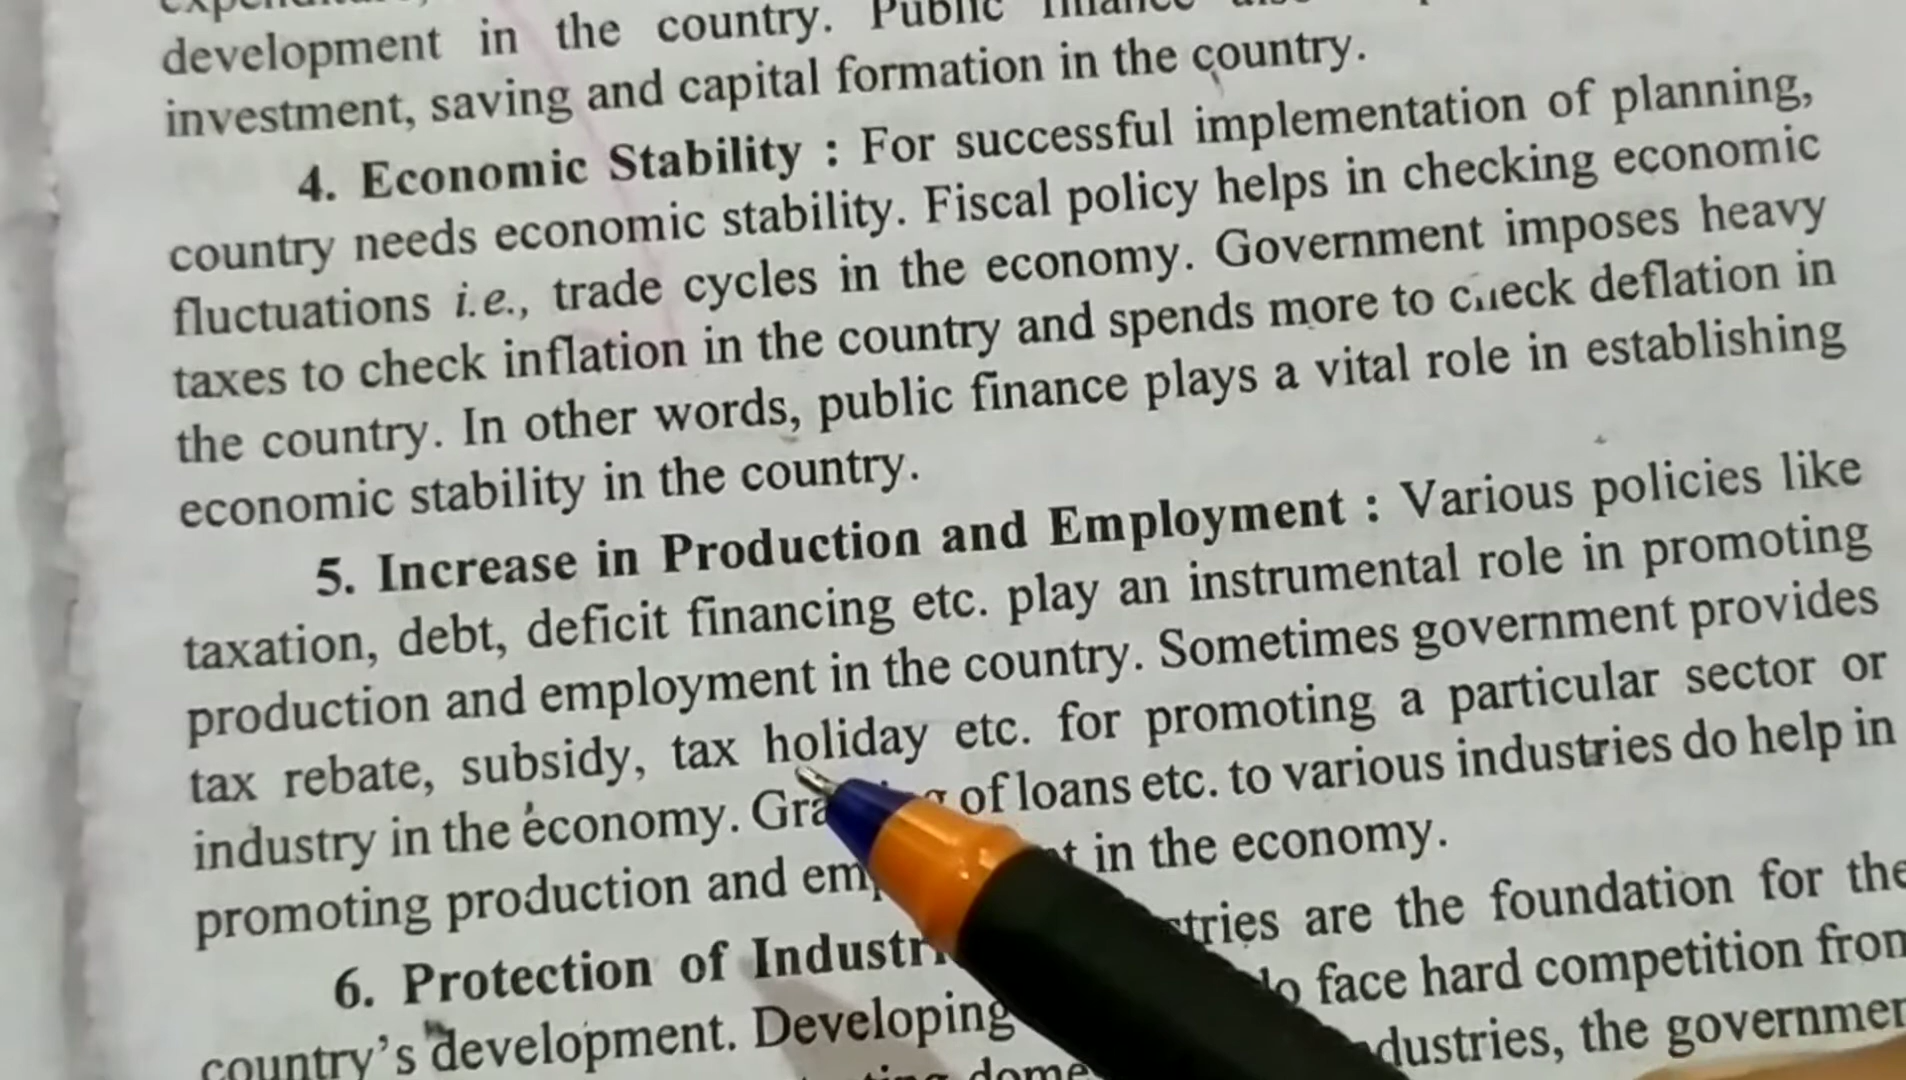 development in the country. Public
investment, saving and capital formation in the country.
4. Economic Stability : For successful implementation of planning,
country needs economic stability. Fiscal policy helps in checking economic
fluctuations i.e., trade cycles in the economy. Government imposes heavy
taxes to check inflation in the country and spends more to check deflation in
the country. In other words, public finance plays a vital role in establishing
economic stability in the country.
5. Increase in Production and Employment : Various policies like
taxation, debt, deficit financing etc. play an instrumental role in promoting
production and employment in the country. Sometimes government provides
tax rebate, subsidy, tax holiday etc. for promoting a particular sector or
industry in the economy. of loans etc. to various industries do help in
promoting production and in the economy.
6. Protection of are the foundation for the
country's development. Developing face hard competition from
the